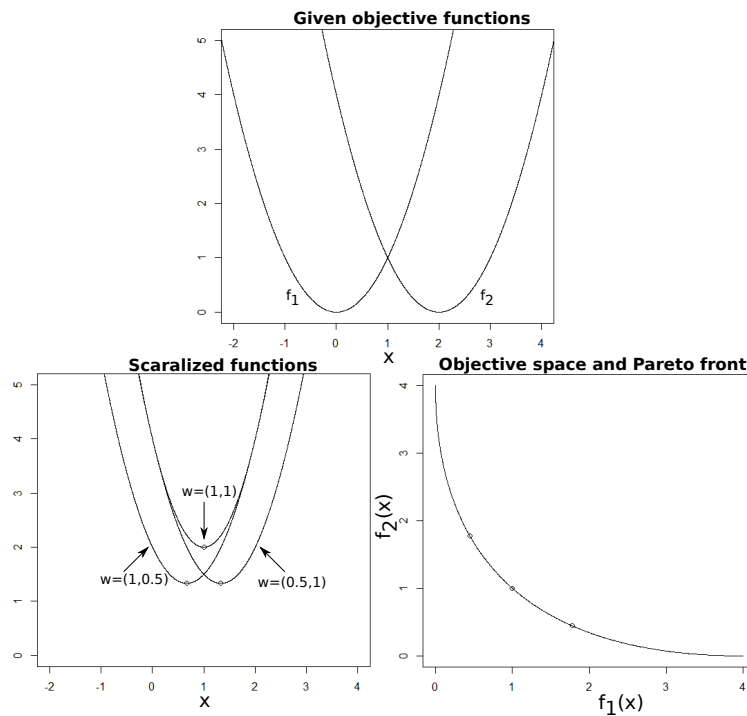 Given objective functions
5
4
3
2
1
0
f1
f2
-2 -1 0 1 2 3 4
x
Scaralized functions
5
4
3
2
1
0
w=(1,1)
w=(1,0.5)
w=(0.5,1)
-2 -1 0 1 2 3 4
x
Objective space and Pareto front
4
3
2
1
0
f2(x)
0 1 2 3 4
f1(x)